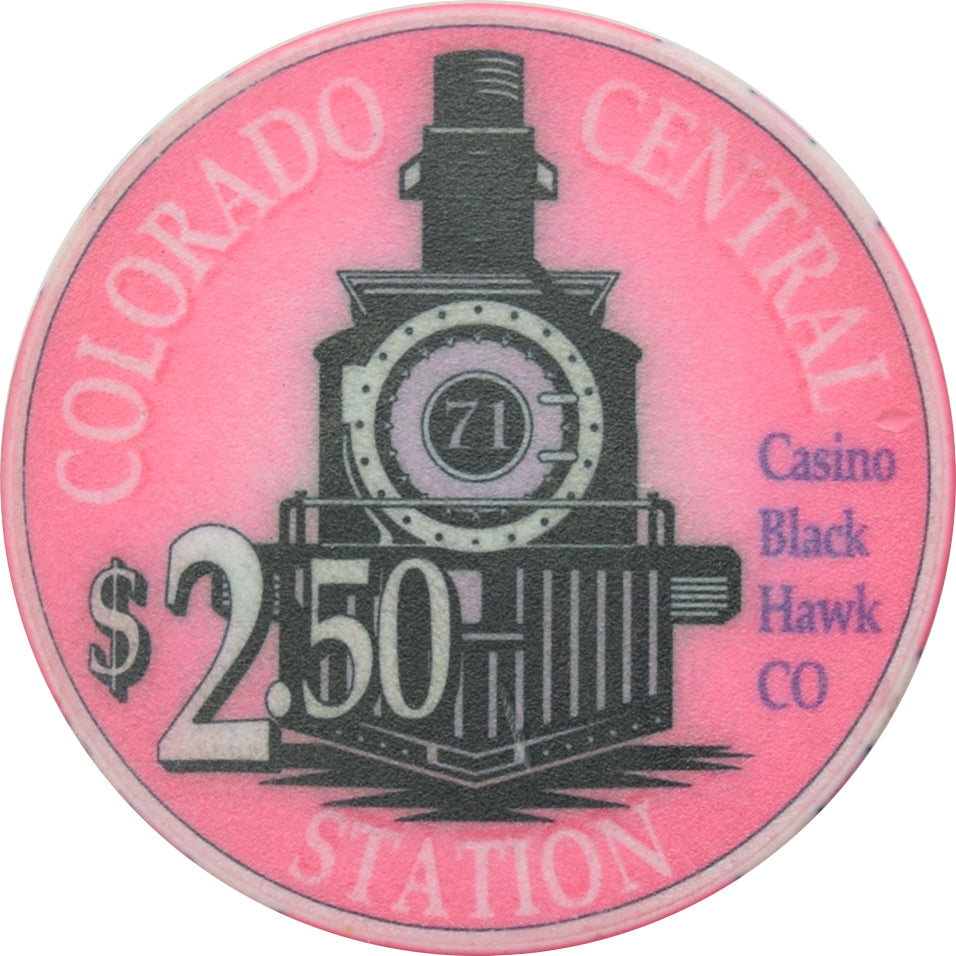 COLORADO CENTRAL
71
Casino
Black
Hawk
CO
$2.50
STATION